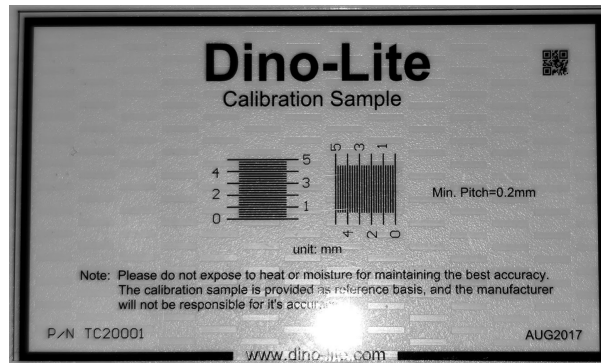 Dino-Lite
Calibration Sample
5
4
3
2
1
0
5 3 1
4 2 0
Min. Pitch=0.2mm
unit: mm
Note: Please do not expose to heat or moisture for maintaining the best accuracy.
The calibration sample is provided as reference basis, and the manufacturer
will not be responsible for it's
P/N TC20001
AUG2017
www.dino-lite.com